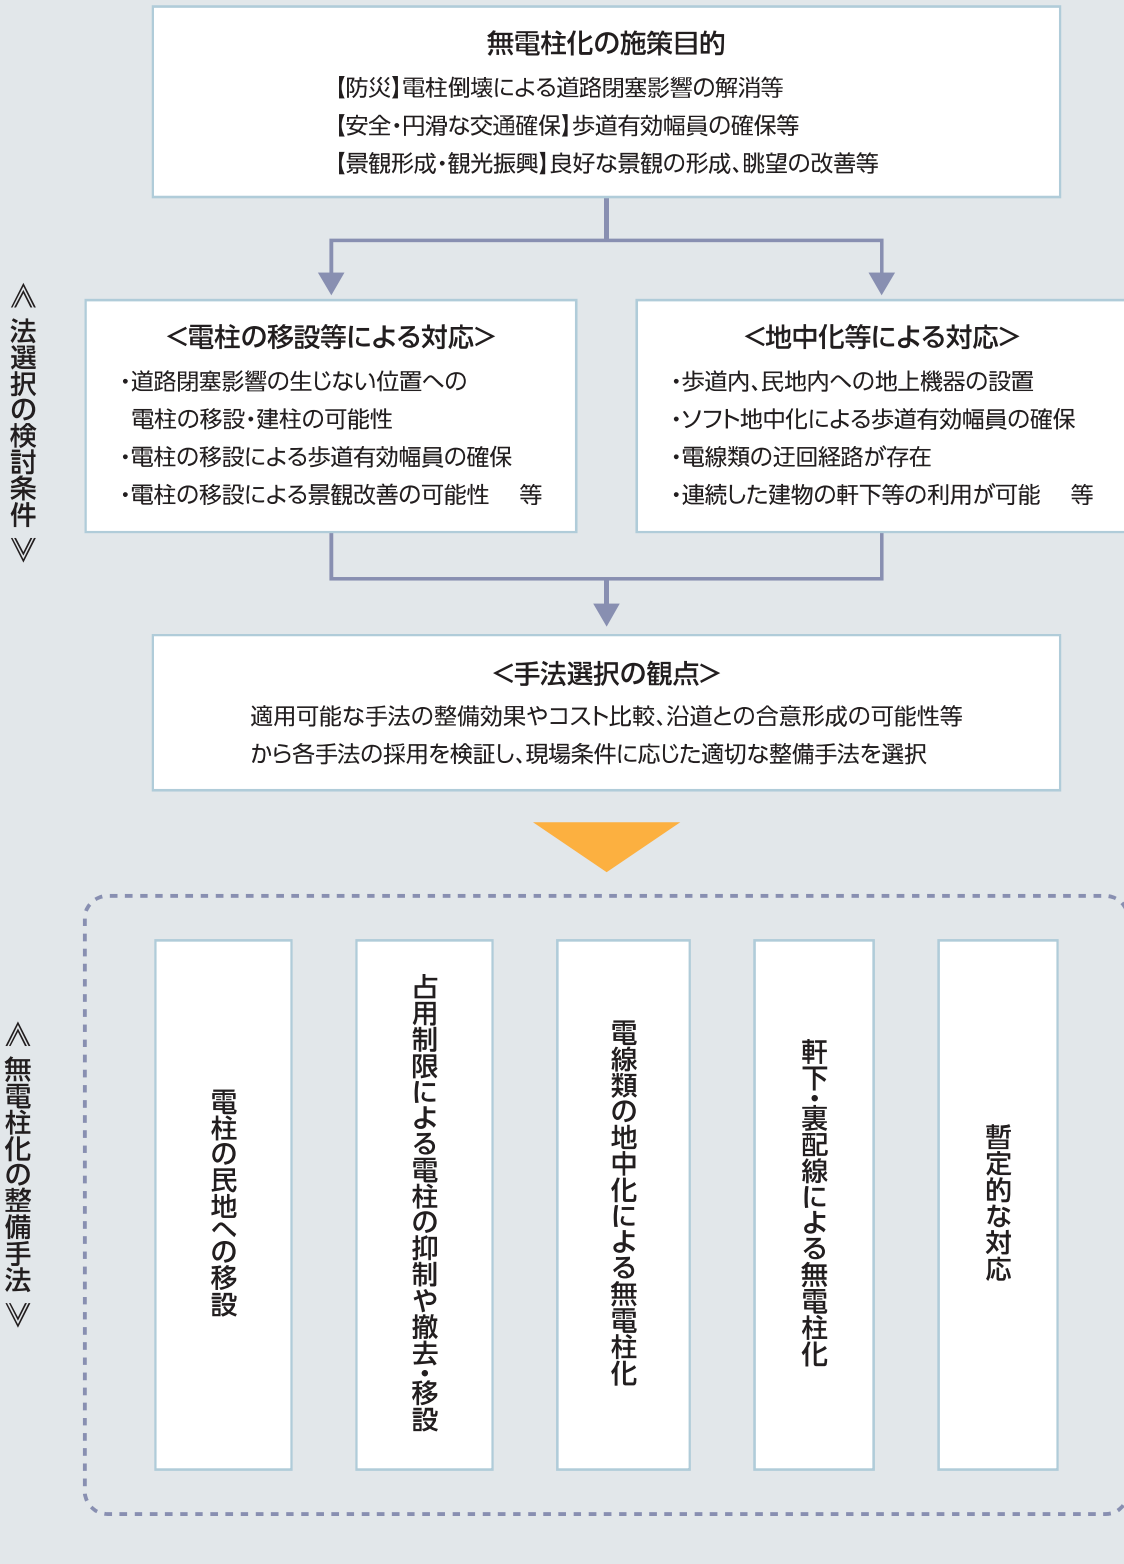 無電柱化の施策目的
【防災】電柱倒壊による道路閉塞影響の解消等
【安全・円滑な交通確保】歩道有効幅員の確保等
【景観形成・観光振興】良好な景観の形成、眺望の改善等
≪法選択の検討条件≫
＜電柱の移設等による対応＞
・道路閉塞影響の生じない位置への
電柱の移設・建柱の可能性
・電柱の移設による歩道有効幅員の確保
・電柱の移設による景観改善の可能性　等
＜地中化等による対応＞
・歩道内、民地内への地上機器の設置
・ソフト地中化による歩道有効幅員の確保
・電線類の迂回経路が存在
・連続した建物の軒下等の利用が可能　等
＜手法選択の観点＞
適用可能な手法の整備効果やコスト比較、沿道との合意形成の可能性等
から各手法の採用を検証し、現場条件に応じた適切な整備手法を選択
≪無電柱化の整備手法≫
電柱の民地への移設
占用制限による電柱の抑制や撤去・移設
電線類の地中化による無電柱化
軒下・裏配線による無電柱化
暫定的な対応